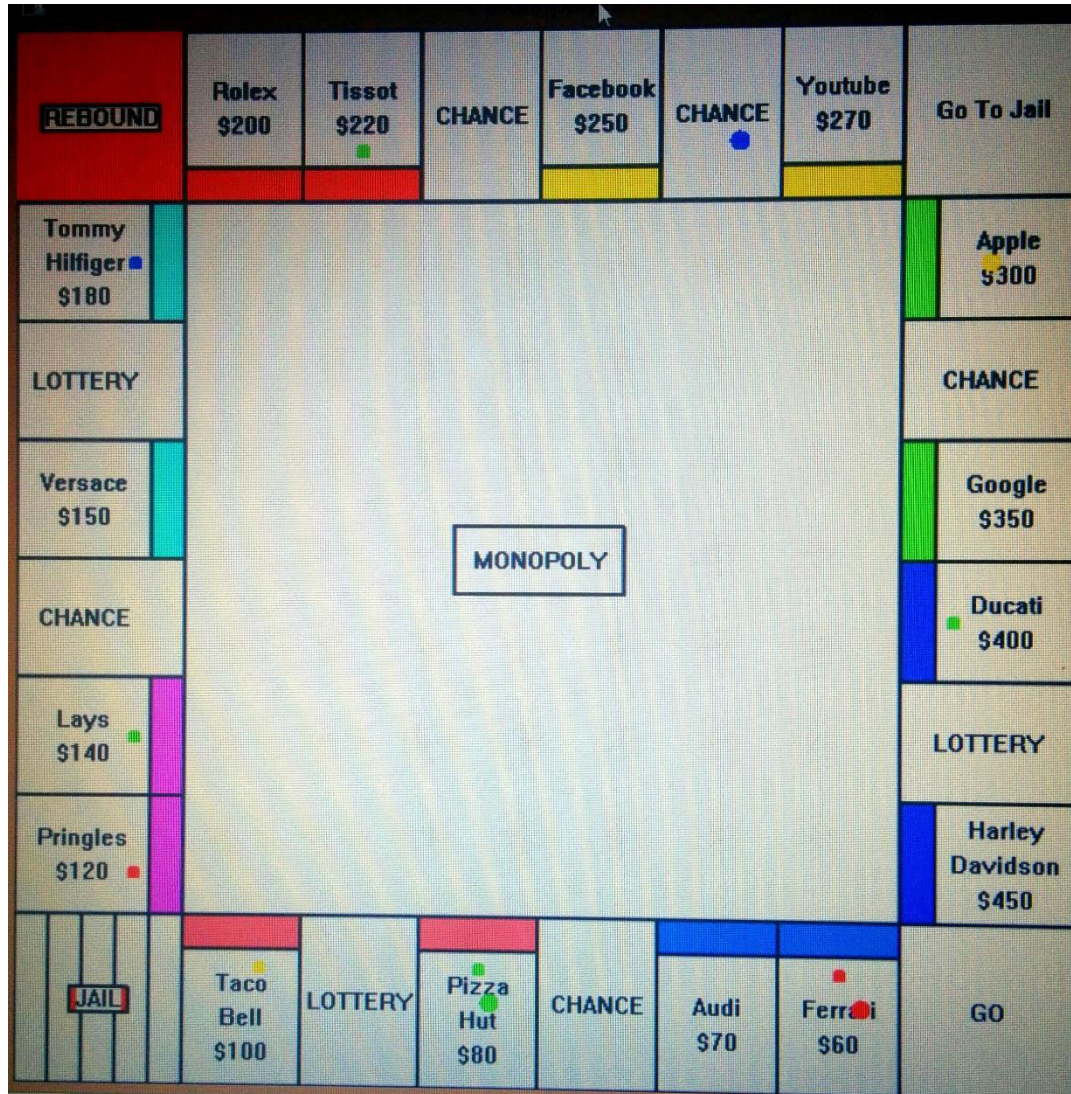 REBOUND
Rolex
$200
Tissot
$220
CHANCE
Facebook
$250
CHANCE
Youtube
$270
Go To Jail
Tommy
Hilfiger
$180
Apple
$300
LOTTERY
CHANCE
Versace
$150
Google
$350
MONOPOLY
CHANCE
Ducati
$400
Lays
$140
LOTTERY
Pringles
$120
Harley
Davidson
$450
JAIL
Taco
Bell
$100
LOTTERY
Pizza
Hut
$80
CHANCE
Audi
$70
Ferrari
$60
GO